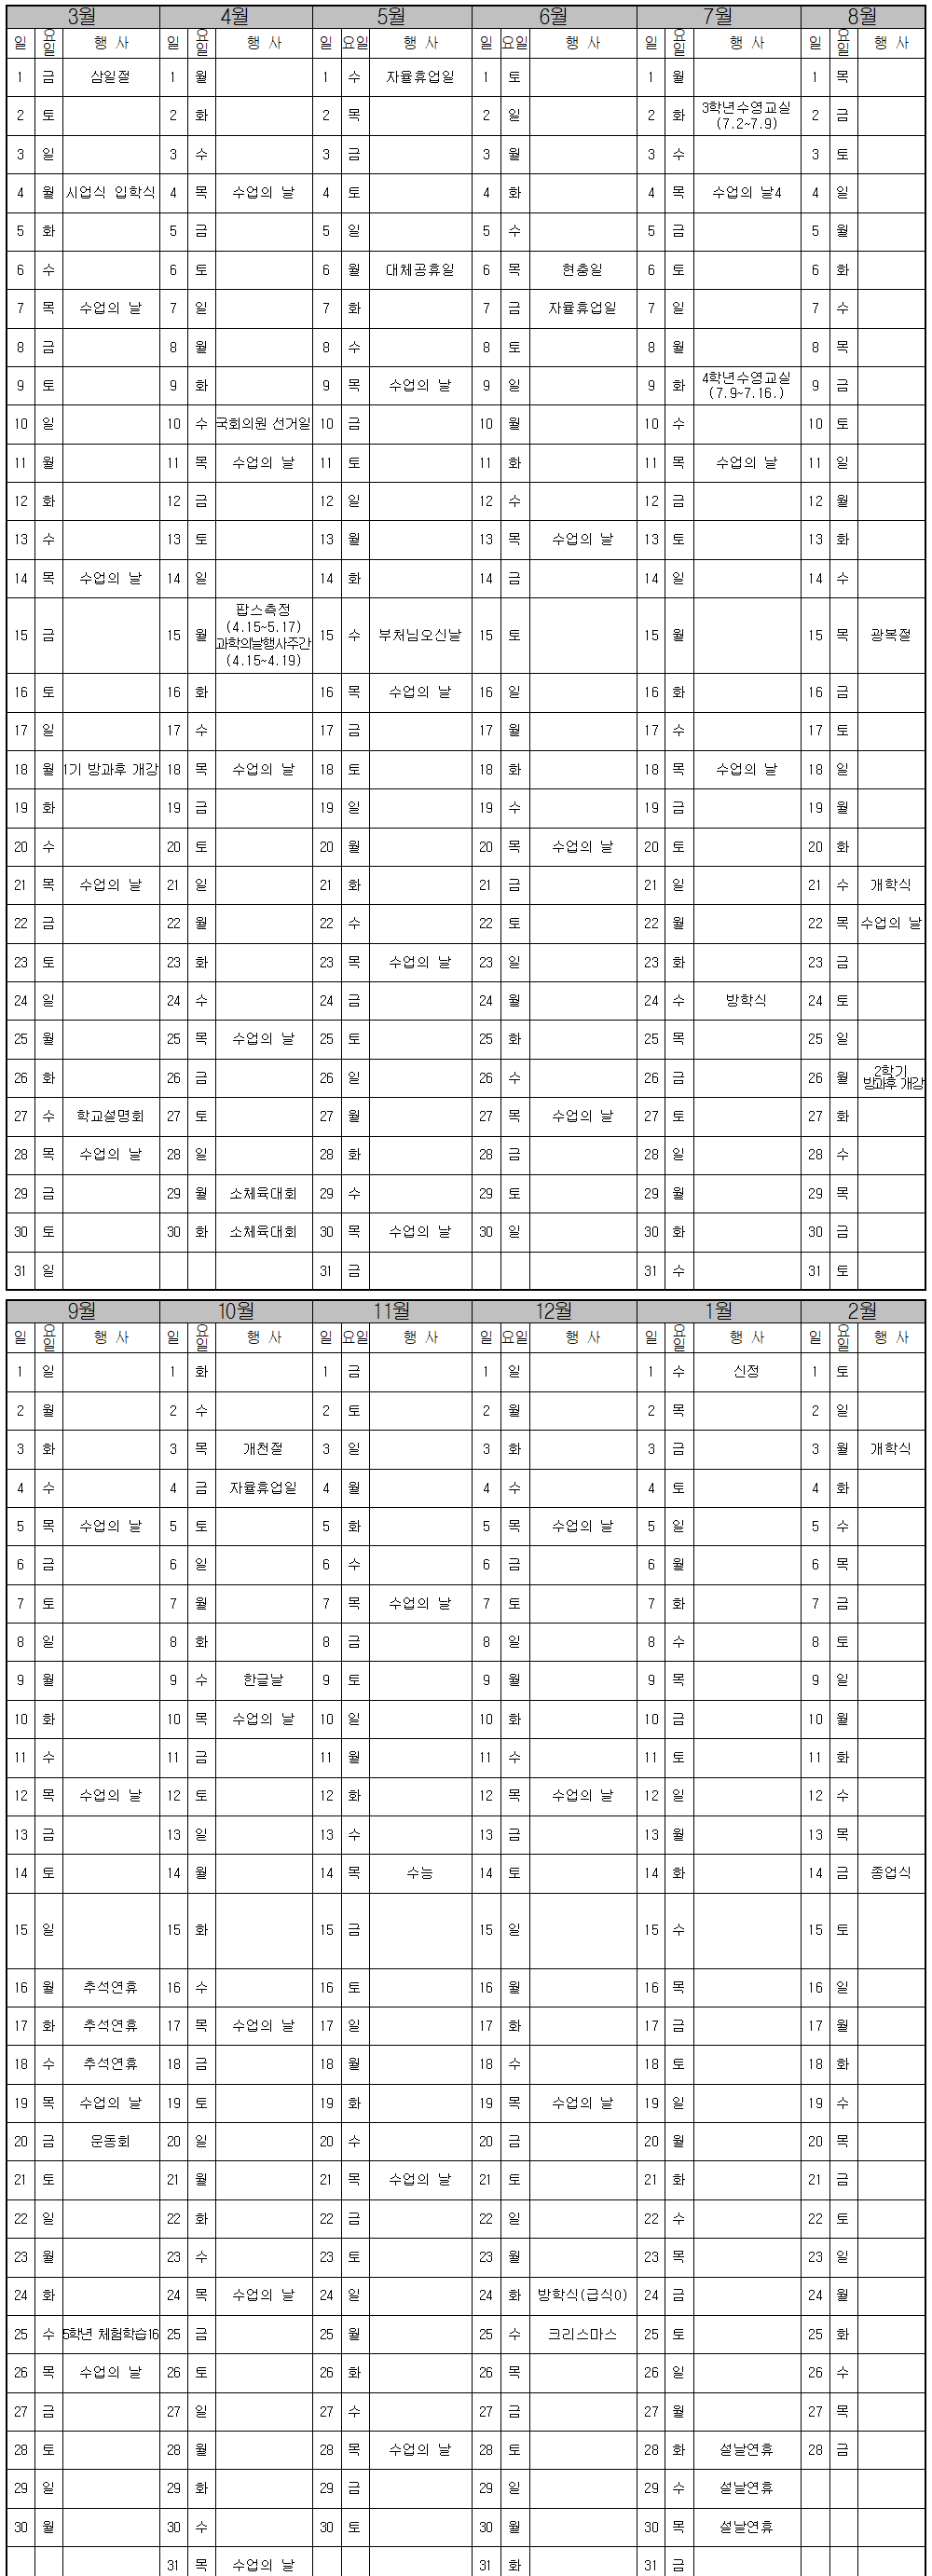 3월 4월 5월 6월 7월 8월
일 요일 행 사 일 요일 행 사 일 요일 행 사 일 요일 행 사 일 요일 행 사 일 요일 행 사
1 금 삼일절 1 월 1 수 자율휴업일 1 토 1 월 1 목
2 토 2 화 2 목 2 일 2 화 3학년수영교실 (7.2~7.9) 2 금
3 일 3 수 3 금 3 월 3 수 3 토
4 월 시업식 입학식 4 목 수업의 날 4 토 4 화 4 목 수업의 날4 4 일
5 화 5 금 5 일 5 수 5 금 5 월
6 수 6 토 6 월 대체공휴일 6 목 현충일 6 토 6 화
7 목 수업의 날 7 일 7 화 7 금 자율휴업일 7 일 7 수
8 금 8 월 8 수 8 토 8 월 8 목
9 토 9 화 9 목 수업의 날 9 일 9 화 4학년수영교실 (7.9~7.16.) 9 금
10 일 10 수 국회의원 선거일 10 금 10 월 10 수 10 토
11 월 11 목 수업의 날 11 토 11 화 11 목 수업의 날 11 일
12 화 12 금 12 일 12 수 12 금 12 월
13 수 13 토 13 월 13 목 수업의 날 13 토 13 화
14 목 수업의 날 14 일 14 화 14 금 14 일 14 수
15 금 15 월 팝스측정 (4.15~5.17) 과학의날행사주간 (4.15~4.19) 15 수 부처님오신날 15 토 15 월 15 목 광복절
16 토 16 화 16 목 수업의 날 16 일 16 화 16 금
17 일 17 수 17 금 17 월 17 수 17 토
18 월 1기 방과후 개강 18 목 수업의 날 18 토 18 화 18 목 수업의 날 18 일
19 화 19 금 19 일 19 수 19 금 19 월
20 수 20 토 20 월 20 목 수업의 날 20 토 20 화
21 목 수업의 날 21 일 21 화 21 금 21 일 21 수 개학식
22 금 22 월 22 수 22 토 22 월 22 목 수업의 날
23 토 23 화 23 목 수업의 날 23 일 23 화 23 금
24 일 24 수 24 금 24 월 24 수 방학식 24 토
25 월 25 목 수업의 날 25 토 25 화 25 목 25 일
26 화 26 금 26 일 26 수 26 금 26 월 2학기 방과후 개강
27 수 학교설명회 27 토 27 월 27 목 수업의 날 27 토 27 화
28 목 수업의 날 28 일 28 화 28 금 28 일 28 수
29 금 29 월 소체육대회 29 수 29 토 29 월 29 목
30 토 30 화 소체육대회 30 목 수업의 날 30 일 30 화 30 금
31 일 31 금 31 수 31 토
9월 10월 11월 12월 1월 2월
일 요일 행 사 일 요일 행 사 일 요일 행 사 일 요일 행 사 일 요일 행 사 일 요일 행 사
1 일 1 화 1 금 1 일 1 수 신정 1 토
2 월 2 수 2 토 2 월 2 목 2 일
3 화 3 목 개천절 3 일 3 화 3 금 3 월 개학식
4 수 4 금 자율휴업일 4 월 4 수 4 토 4 화
5 목 수업의 날 5 토 5 화 5 목 수업의 날 5 일 5 수
6 금 6 일 6 수 6 금 6 월 6 목
7 토 7 월 7 목 수업의 날 7 토 7 화 7 금
8 일 8 화 8 금 8 일 8 수 8 토
9 월 9 수 한글날 9 토 9 월 9 목 9 일
10 화 10 목 수업의 날 10 일 10 화 10 금 10 월
11 수 11 금 11 월 11 수 11 토 11 화
12 목 수업의 날 12 토 12 화 12 목 수업의 날 12 일 12 수
13 금 13 일 13 수 13 금 13 월 13 목
14 토 14 월 14 목 수능 14 토 14 화 14 금 종업식
15 일 15 화 15 금 15 일 15 수 15 토
16 월 추석연휴 16 수 16 토 16 월 16 목 16 일
17 화 추석연휴 17 목 수업의 날 17 일 17 화 17 금 17 월
18 수 추석연휴 18 금 18 월 18 수 18 토 18 화
19 목 수업의 날 19 토 19 화 19 목 수업의 날 19 일 19 수
20 금 운동회 20 일 20 수 20 금 20 월 20 목
21 토 21 월 21 목 수업의 날 21 토 21 화 21 금
22 일 22 화 22 금 22 일 22 수 22 토
23 월 23 수 23 토 23 월 23 목 23 일
24 화 24 목 수업의 날 24 일 24 화 방학식(급식0) 24 금 24 월
25 수 5학년 체험학습16 25 금 25 월 25 수 크리스마스 25 토 25 화
26 목 수업의 날 26 토 26 화 26 목 26 일 26 수
27 금 27 일 27 수 27 금 27 월 27 목
28 토 28 월 28 목 수업의 날 28 토 28 화 설날연휴 28 금
29 일 29 화 29 금 29 일 29 수 설날연휴
30 월 30 수 30 토 30 월 30 목 설날연휴
31 목 수업의 날 31 화 31 금